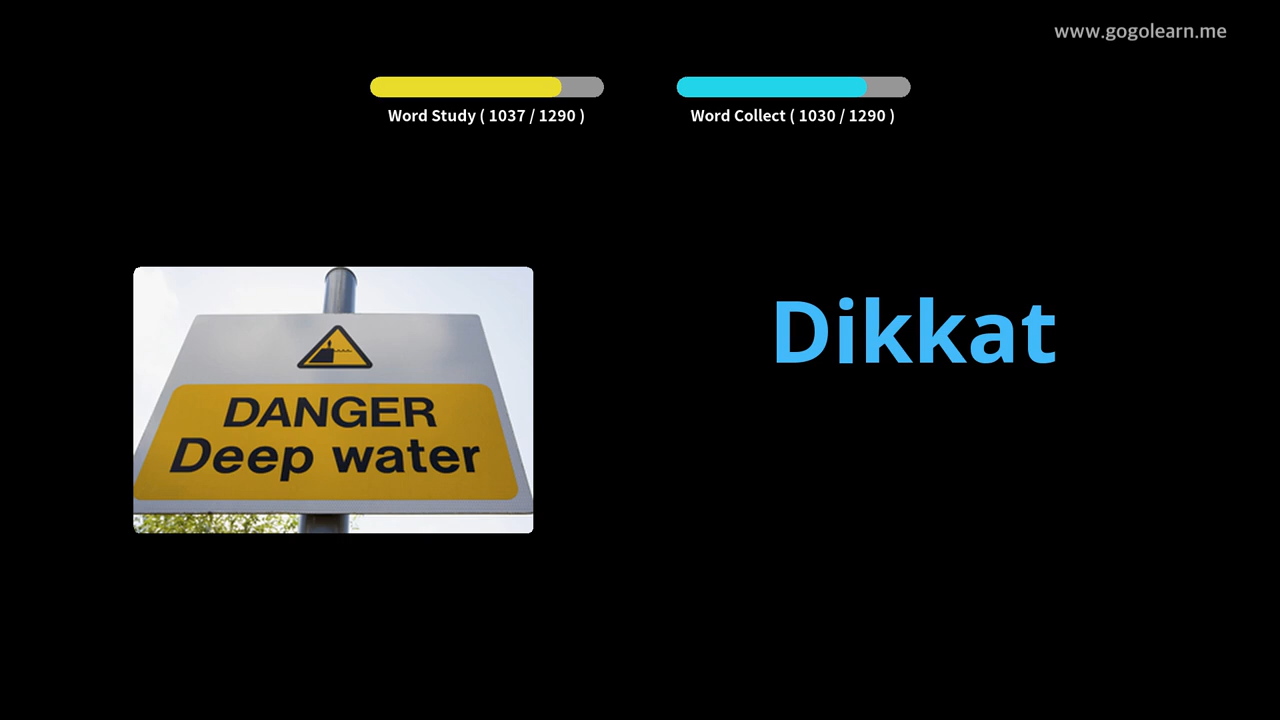 www.gogolearn.me
Word Study ( 1037 / 1290 )
Word Collect ( 1030 / 1290 )
DANGER
Deep water
Dikkat